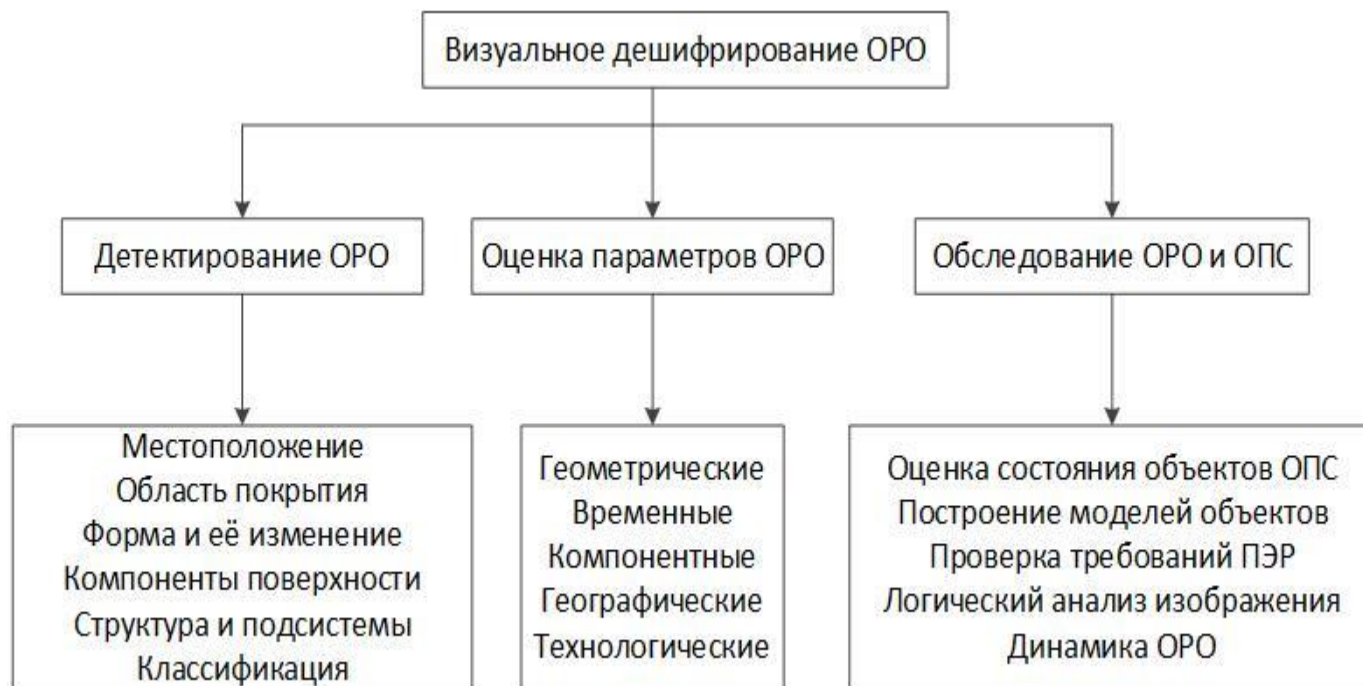 Визуальное дешифрирование ОРО
Детектирование ОРО
Оценка параметров ОРО
Обследование ОРО и ОПС
Местоположение
Область покрытия
Форма и её изменение
Компоненты поверхности
Структура и подсистемы
Классификация
Геометрические
Временные
Компонентные
Географические
Технологические
Оценка состояния объектов ОПС
Построение моделей объектов
Проверка требований ПЭР
Логический анализ изображения
Динамика ОРО